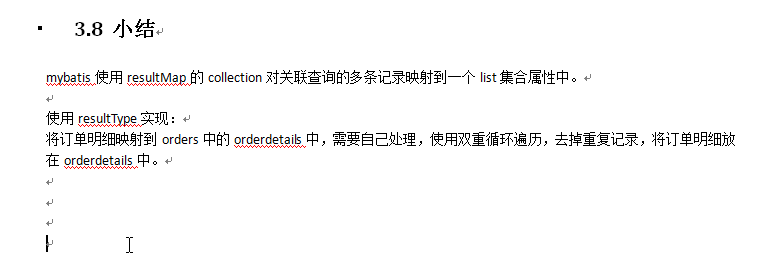 3.8 小结
mybatis 使用 resultMap 的 collection 对关联查询的多条记录映射到一个 list 集合属性中。
使用 resultType 实现：
将订单明细映射到 orders 中的 orderdetails 中，需要自己处理，使用双重循环遍历，去掉重复记录，将订单明细放
在 orderdetails 中。